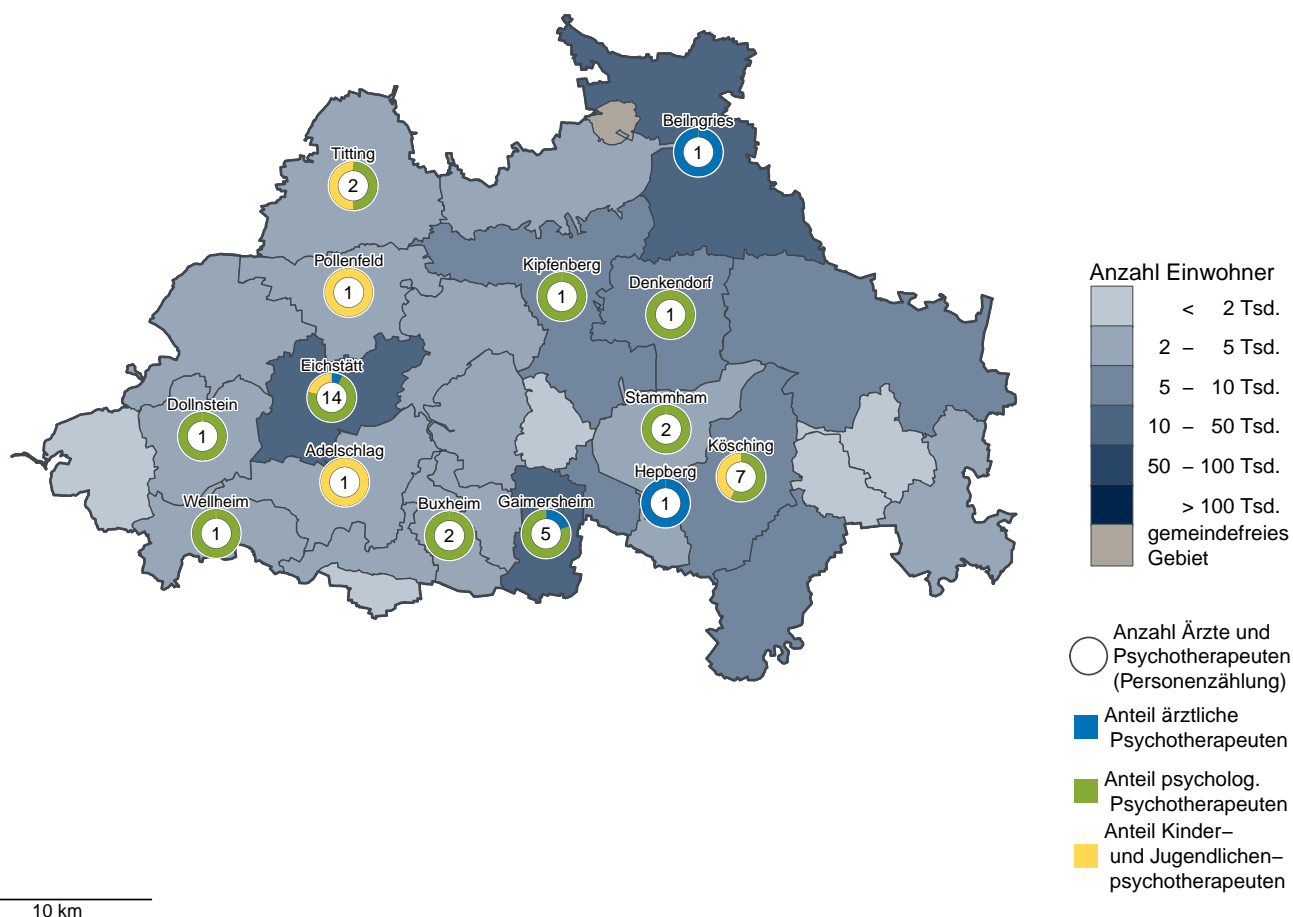 Beilngries
1
Titting
2
Pollenfeld
1
Kipfenberg
1
Denkendorf
1
Eichstätt
14
Dollnstein
1
Stammham
2
Adelschlag
1
Kösching
7
Hepberg
1
Wellheim
1
Buxheim
2
Gaimersheim
5
Anzahl Einwohner
< 2 Tsd.
2 – 5 Tsd.
5 – 10 Tsd.
10 – 50 Tsd.
50 – 100 Tsd.
> 100 Tsd.
gemeindefreies
Gebiet
Anzahl Ärzte und
Psychotherapeuten
(Personenzählung)
Anteil ärztliche
Psychotherapeuten
Anteil psycholog.
Psychotherapeuten
Anteil Kinder–
und Jugendlichen–
psychotherapeuten
10 km